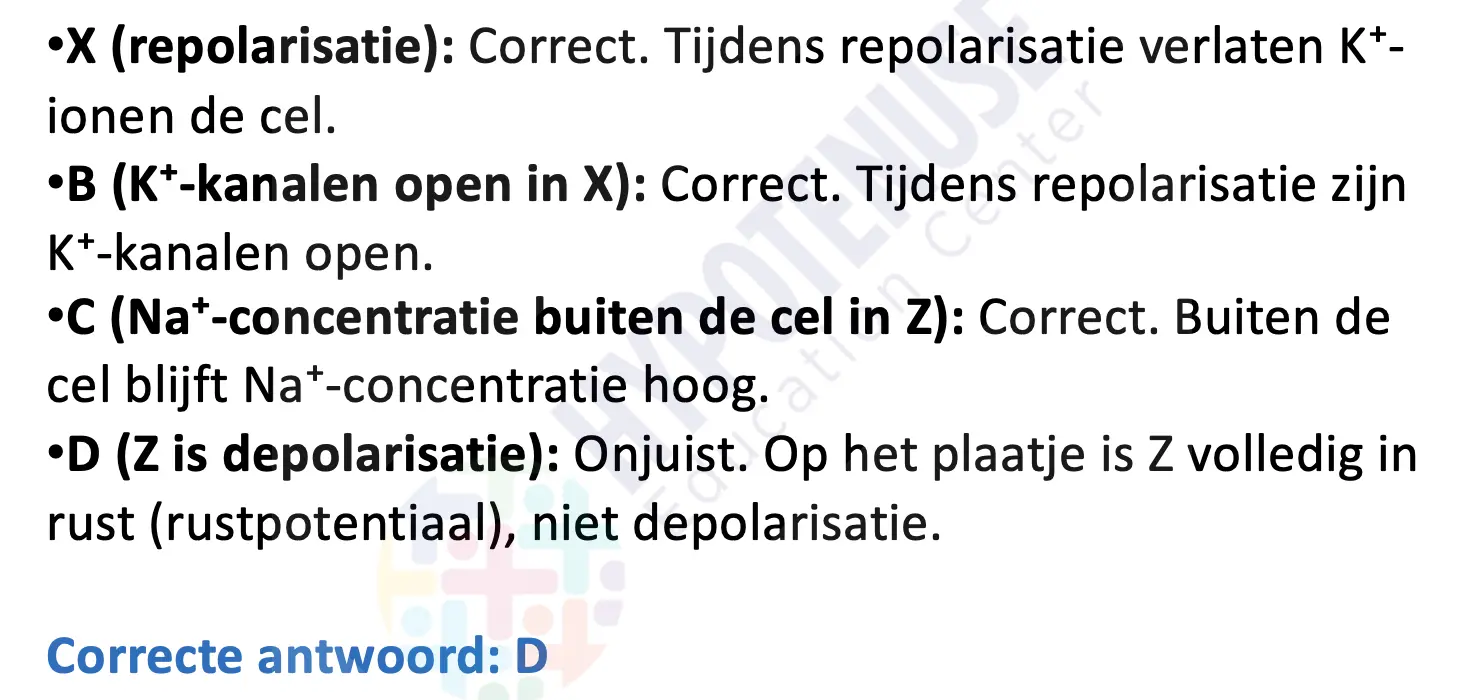 •X (repolarisatie): Correct. Tijdens repolarisatie verlaten K⁺-
ionen de cel.
•B (K⁺-kanalen open in X): Correct. Tijdens repolarisatie zijn
K⁺-kanalen open.
•C (Na⁺-concentratie buiten de cel in Z): Correct. Buiten de
cel blijft Na⁺-concentratie hoog.
•D (Z is depolarisatie): Onjuist. Op het plaatje is Z volledig in
rust (rustpotentiaal), niet depolarisatie.
Correcte antwoord: D
HYPOTENUSE
Education Center